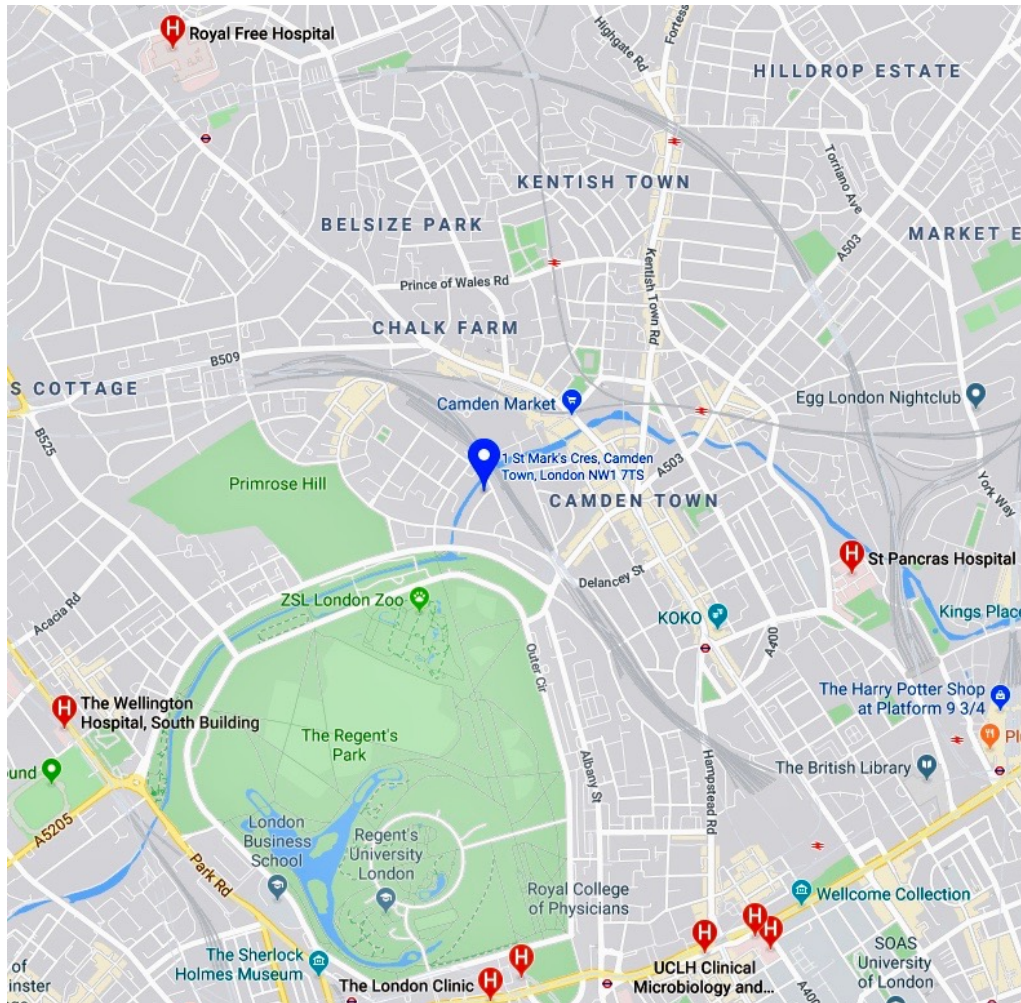 Royal Free Hospital
Highgate Rd
Fortess
HILLDROP ESTATE
Torriano Ave
KENTISH TOWN
BELSIZE PARK
MARKET E
A503
Kentish Town Rd
Prince of Wales Rd
CHALK FARM
B509
S COTTAGE
Camden Market
Egg London Nightclub
B525
1 St Mark's Cres, Camden
Town, London NW1 7TS
A503
Primrose Hill
CAMDEN TOWN
York Way
St Pancras Hospital
Delancey St
ZSL London Zoo
Acacia Rd
KOKO
Kings Place
A400
Outer Cir
The Wellington
Hospital, South Building
The Harry Potter Shop
at Platform 9 3/4
The Regent's
Park
Pl
und
The British Library
Albany St
Hampstead Rd
A5205
London
Business
School
Regent's
University
London
Park Rd
Royal College
of Physicians
Wellcome Collection
The Sherlock
Holmes Museum
The London Clinic
UCLH Clinical
Microbiology and...
SOAS
University
of London
of
inster
A400